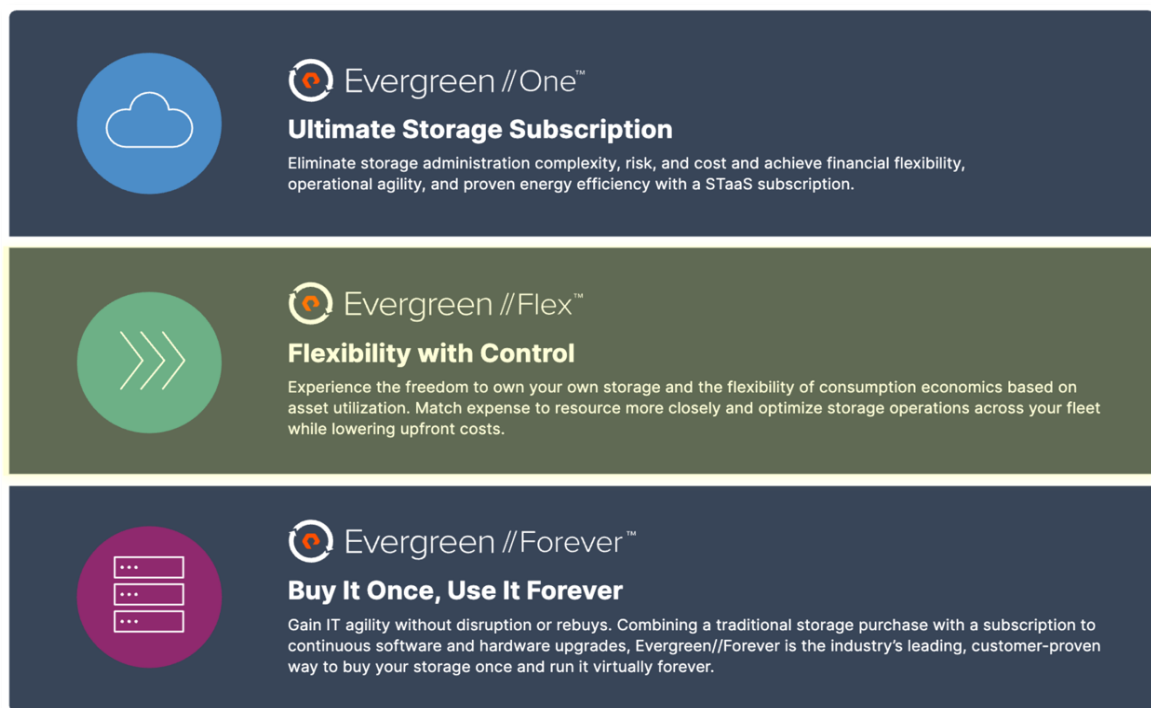 Evergreen //One™
Ultimate Storage Subscription
Eliminate storage administration complexity, risk, and cost and achieve financial flexibility,
operational agility, and proven energy efficiency with a STaaS subscription.
Evergreen //Flex™
Flexibility with Control
Experience the freedom to own your own storage and the flexibility of consumption economics based on
asset utilization. Match expense to resource more closely and optimize storage operations across your fleet
while lowering upfront costs.
Evergreen //Forever™
Buy It Once, Use It Forever
Gain IT agility without disruption or rebuys. Combining a traditional storage purchase with a subscription to
continuous software and hardware upgrades, Evergreen//Forever is the industry’s leading, customer-proven
way to buy your storage once and run it virtually forever.